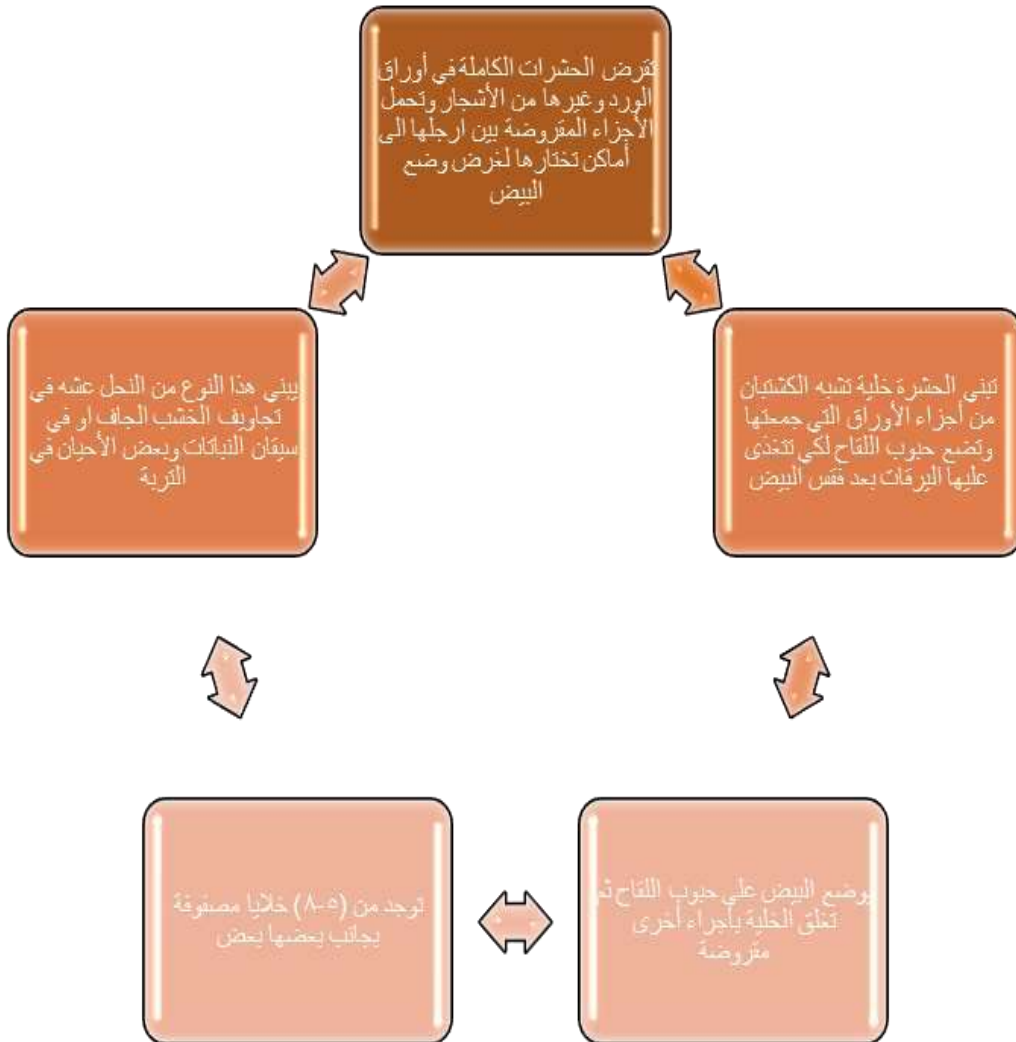 تقرض الحشرات الكاملة في أوراق
الورد وغيرها من الأشجار وتحمل
الأجزاء المقروضة بين ارجلها الى
أماكن تختارها لغرض وضع
البيض
تبني الحشرة خلية تشبه الكشتبان
من أجزاء الأوراق التي جمعتها
وتضع حبوب اللقاح لكي تتغذى
عليها اليرقات بعد فقس البيض
يوضع البيض على حبوب اللقاح ثم
تغلق الخلية بأجزاء أخرى
مقروضة
توجد من (٥-٨) خلايا مصفوفة
بجانب بعضها بعض
يبني هذا النوع من النحل عشه في
تجاويف الخشب الجاف او في
سيقان النباتات وبعض الأحيان في
التربة